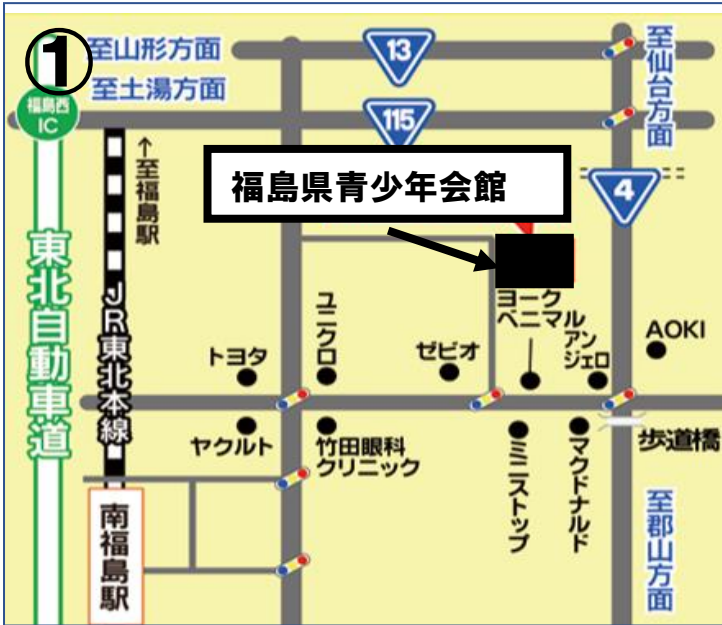 ①
至山形方面
13
至仙台方面
至土湯方面
福島西
IC
115
↑至福島駅
福島県青少年会館
4
東北自動車道
JR東北本線
ヨーク
ベニマル
ユニクロ
トヨタ
ゼビオ
アン
ジェロ
AOKI
ヤクルト
竹田眼科
クリニック
ミニストップ
マクドナルド
歩道橋
南福島駅
至郡山方面